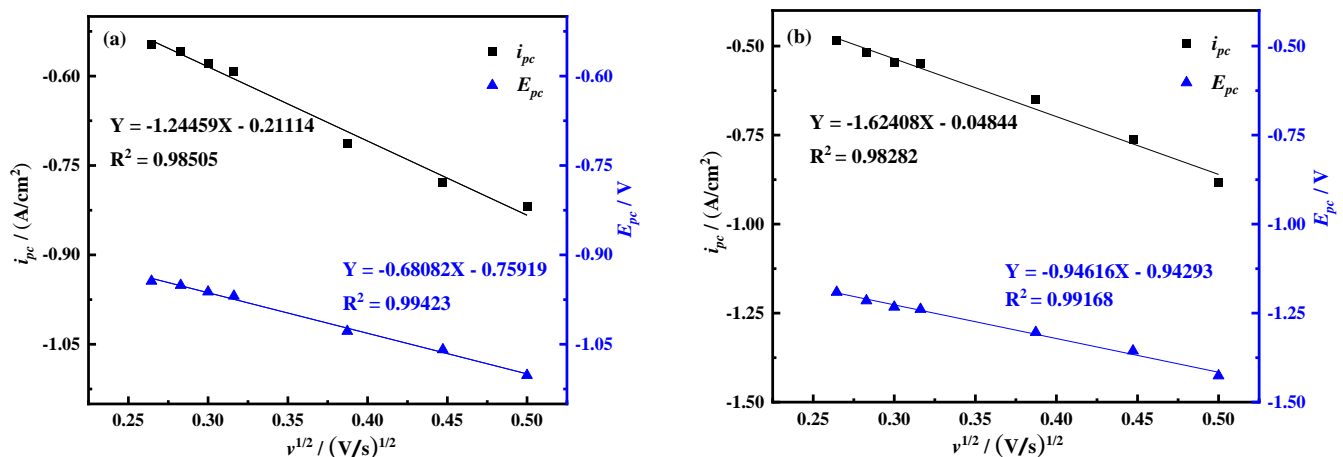 (a)
i_pc
E_pc
Y = -1.24459X - 0.21114
R² = 0.98505
Y = -0.68082X - 0.75919
R² = 0.99423
-0.60
-0.75
-0.90
-1.05
i_pc / (A/cm²)
-0.60
-0.75
-0.90
-1.05
E_pc / V
0.25 0.30 0.35 0.40 0.45 0.50
v^1/2 / (V/s)^1/2
(b)
i_pc
E_pc
Y = -1.62408X - 0.04844
R² = 0.98282
Y = -0.94616X - 0.94293
R² = 0.99168
-0.50
-0.75
-1.00
-1.25
-1.50
i_pc / (A/cm²)
-0.50
-0.75
-1.00
-1.25
-1.50
E_pc / V
0.25 0.30 0.35 0.40 0.45 0.50
v^1/2 / (V/s)^1/2